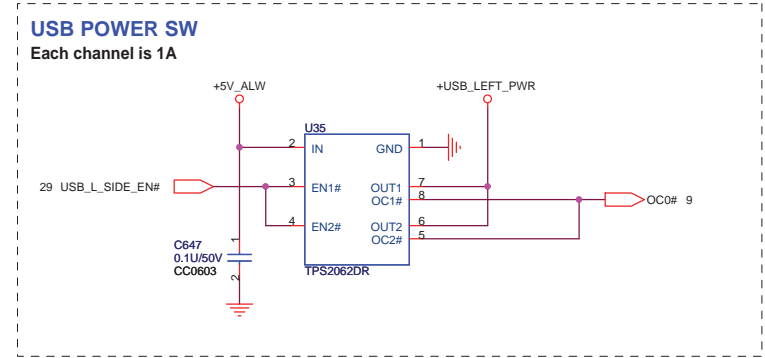 USB POWER SW
Each channel is 1A
+5V_ALW
+USB_LEFT_PWR
U35
2 IN GND 1
29 USB_L_SIDE_EN# 3 EN1# OUT1 7
OC1# 8 OC0# 9
4 EN2# OUT2 6
OC2# 5
C647 1
0.1U/50V
CC0603 2
TPS2062DR